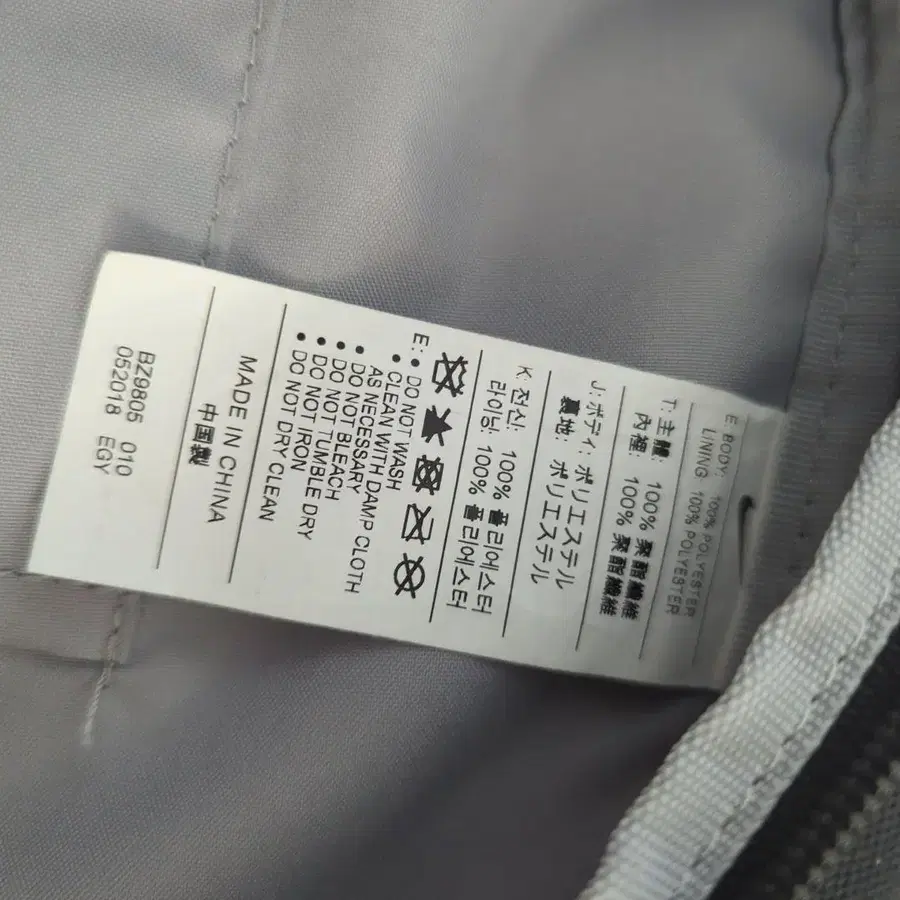 E: BODY: 100% POLYESTER
LINING: 100% POLYESTER
T: 主體: 100% 聚酯纖維
內裡: 100% 聚酯纖維
J: ボディ: ポリエステル
裏地: ポリエステル
K: 전신: 100% 폴리에스터
라이닝: 100% 폴리에스터
E: • DO NOT WASH
• CLEAN WITH DAMP CLOTH
AS NECESSARY
• DO NOT BLEACH
• DO NOT TUMBLE DRY
• DO NOT IRON
• DO NOT DRY CLEAN
MADE IN CHINA
中国製
BZ9805 010
052018 EGY